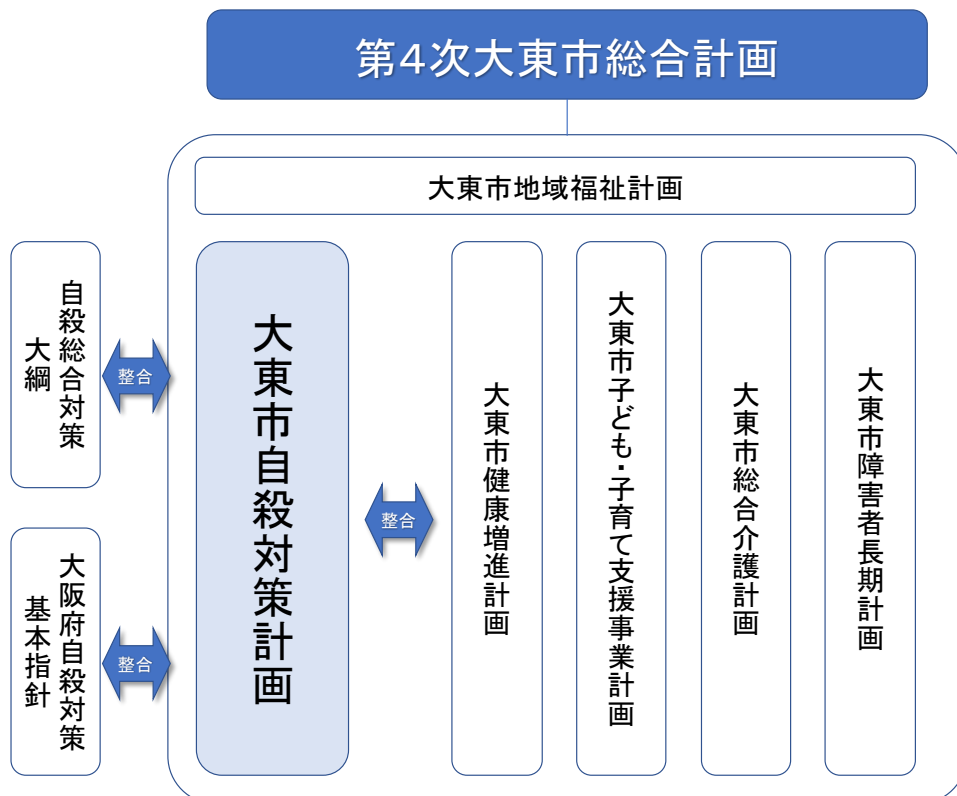 第4次大東市総合計画
大東市地域福祉計画
自殺総合対策
大綱
整合
大阪府自殺対策
基本指針
整合
大東市自殺対策計画
整合
大東市健康増進計画
大東市子ども・子育て支援事業計画
大東市総合介護計画
大東市障害者長期計画